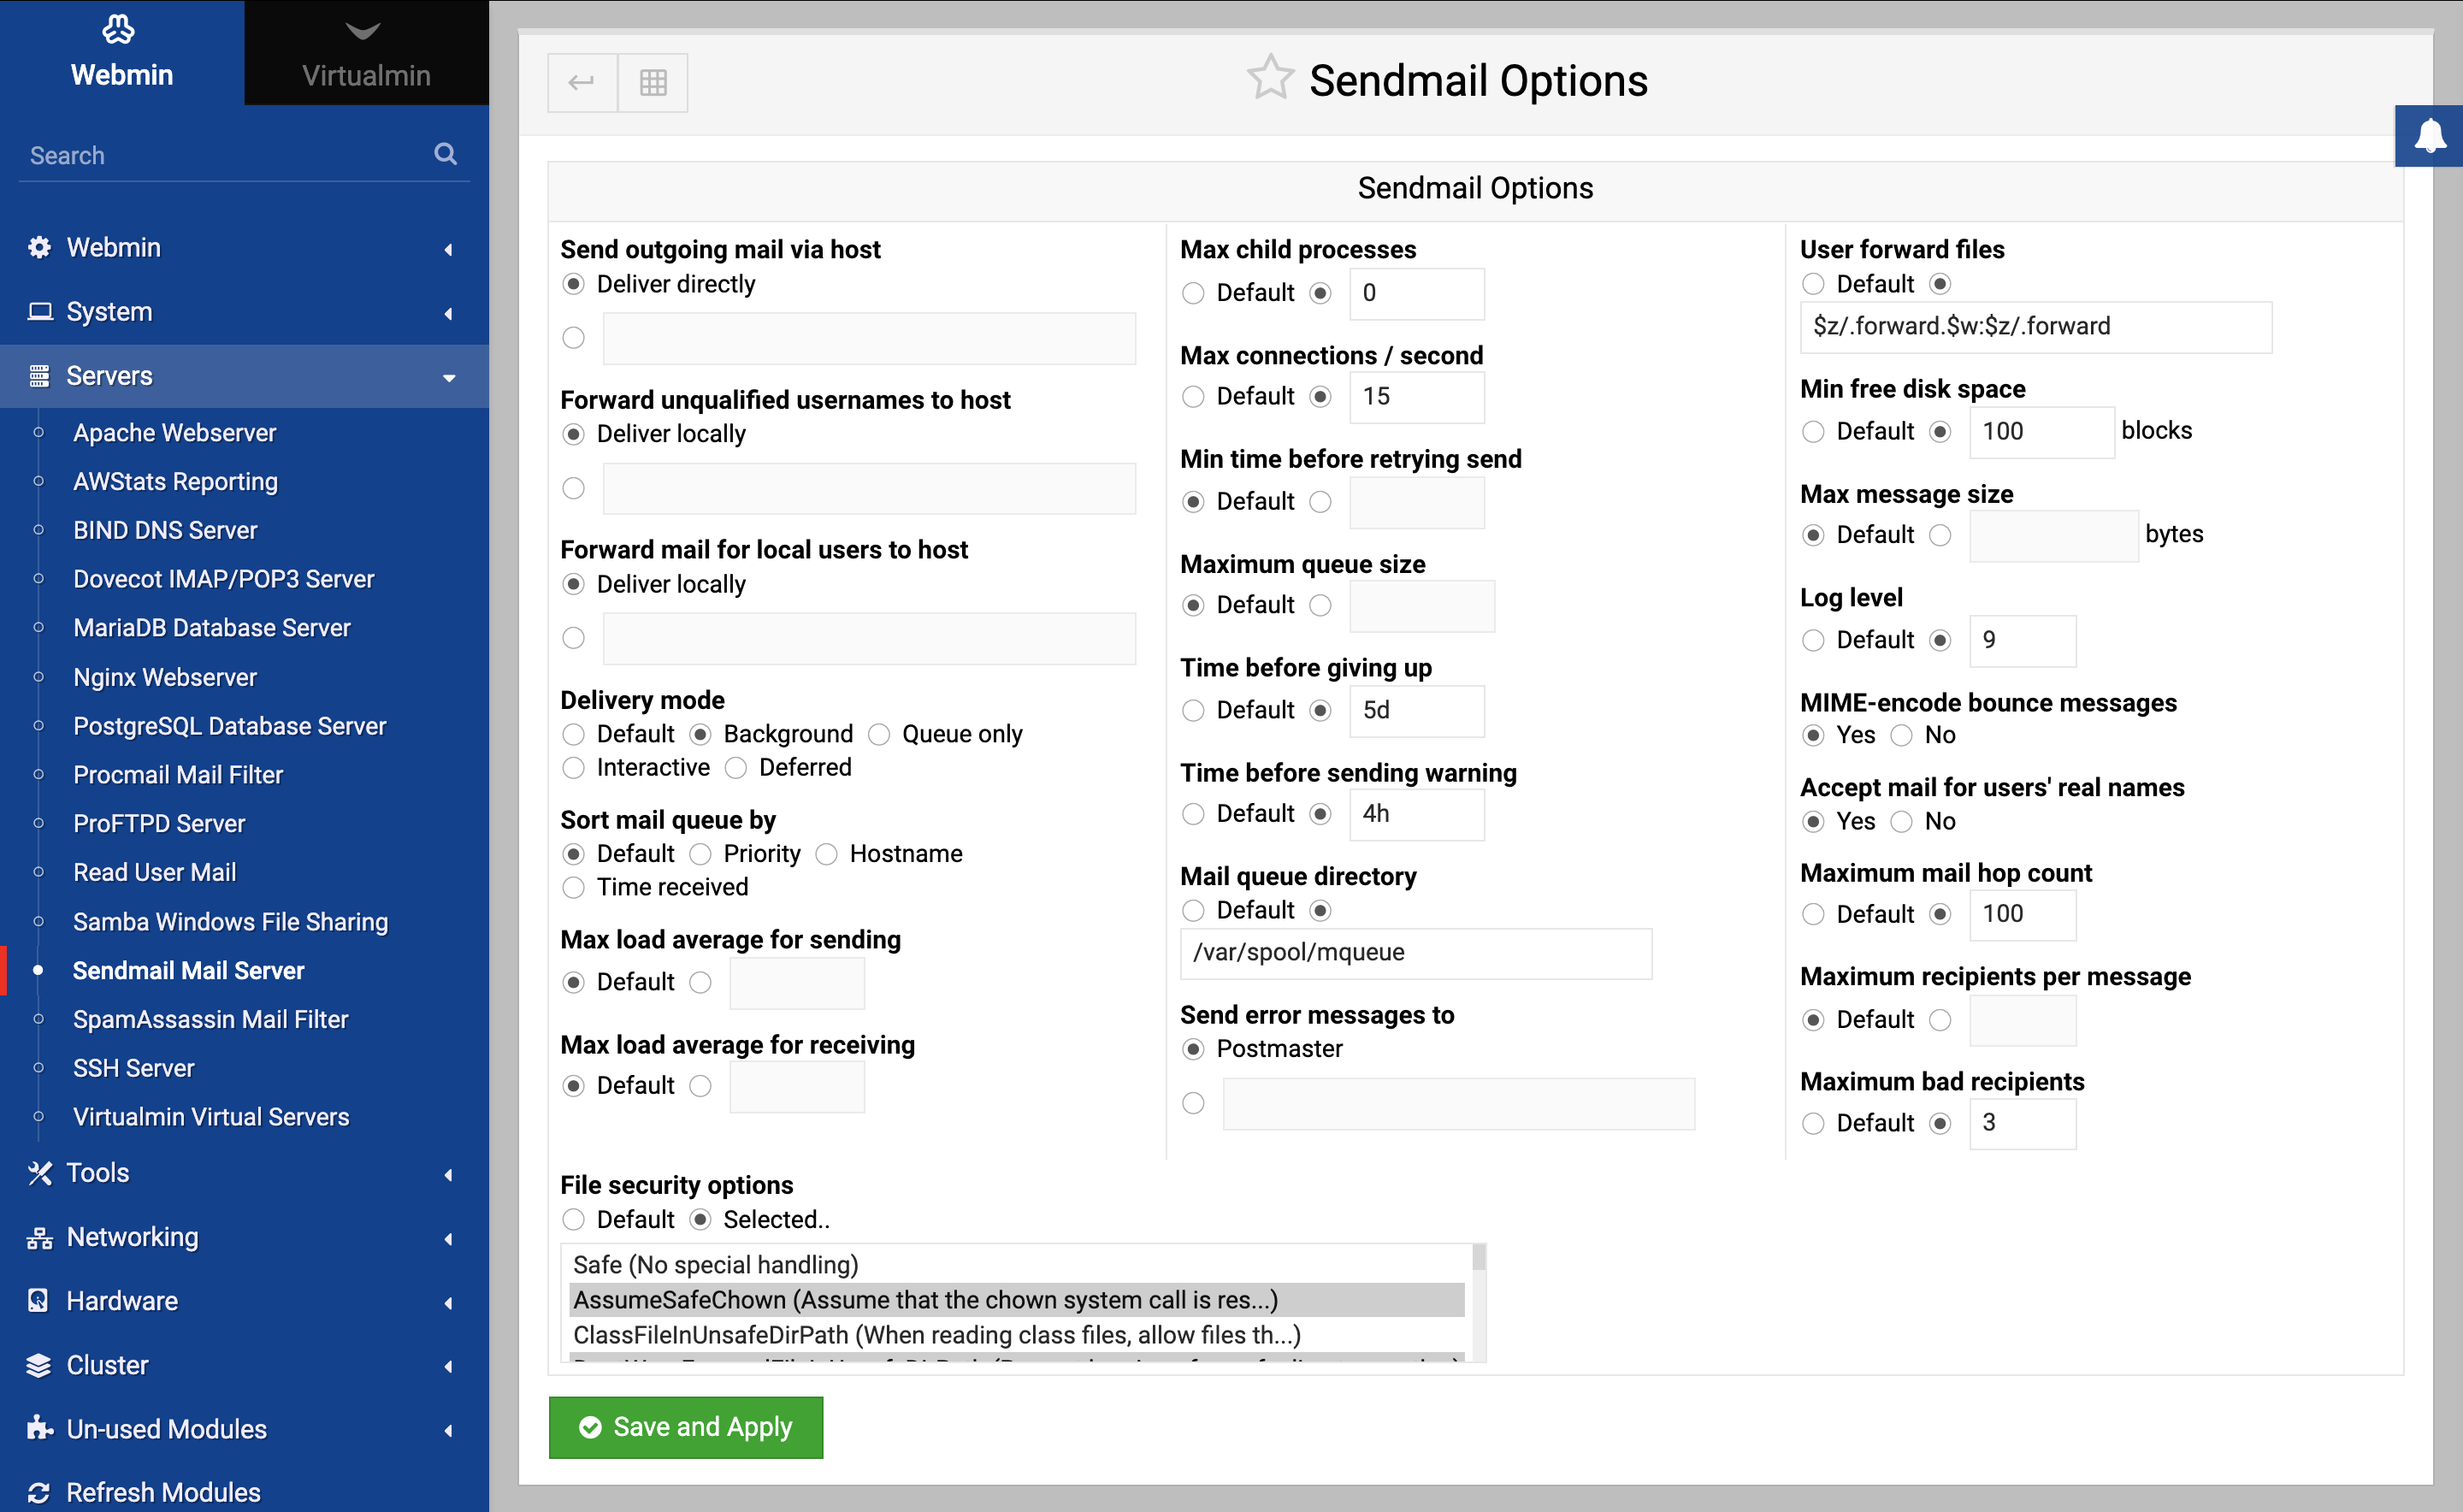 Webmin
Virtualmin
Search
Webmin
System
Servers
Apache Webserver
AWStats Reporting
BIND DNS Server
Dovecot IMAP/POP3 Server
MariaDB Database Server
Nginx Webserver
PostgreSQL Database Server
Procmail Mail Filter
ProFTPD Server
Read User Mail
Samba Windows File Sharing
Sendmail Mail Server
SpamAssassin Mail Filter
SSH Server
Virtualmin Virtual Servers
Tools
Networking
Hardware
Cluster
Un-used Modules
Refresh Modules
Sendmail Options
Sendmail Options
Send outgoing mail via host
Deliver directly
Forward unqualified usernames to host
Deliver locally
Forward mail for local users to host
Deliver locally
Delivery mode
Default Background Queue only
Interactive Deferred
Sort mail queue by
Default Priority Hostname
Time received
Max load average for sending
Default
Max load average for receiving
Default
Max child processes
Default 0
Max connections / second
Default 15
Min time before retrying send
Default
Maximum queue size
Default
Time before giving up
Default 5d
Time before sending warning
Default 4h
Mail queue directory
Default
/var/spool/mqueue
Send error messages to
Postmaster
User forward files
Default
$z/.forward.$w:$z/.forward
Min free disk space
Default 100 blocks
Max message size
Default bytes
Log level
Default 9
MIME-encode bounce messages
Yes No
Accept mail for users' real names
Yes No
Maximum mail hop count
Default 100
Maximum recipients per message
Default
Maximum bad recipients
Default 3
File security options
Default Selected..
Safe (No special handling)
AssumeSafeChown (Assume that the chown system call is res...)
ClassFileInUnsafeDirPath (When reading class files, allow files th...)
Save and Apply